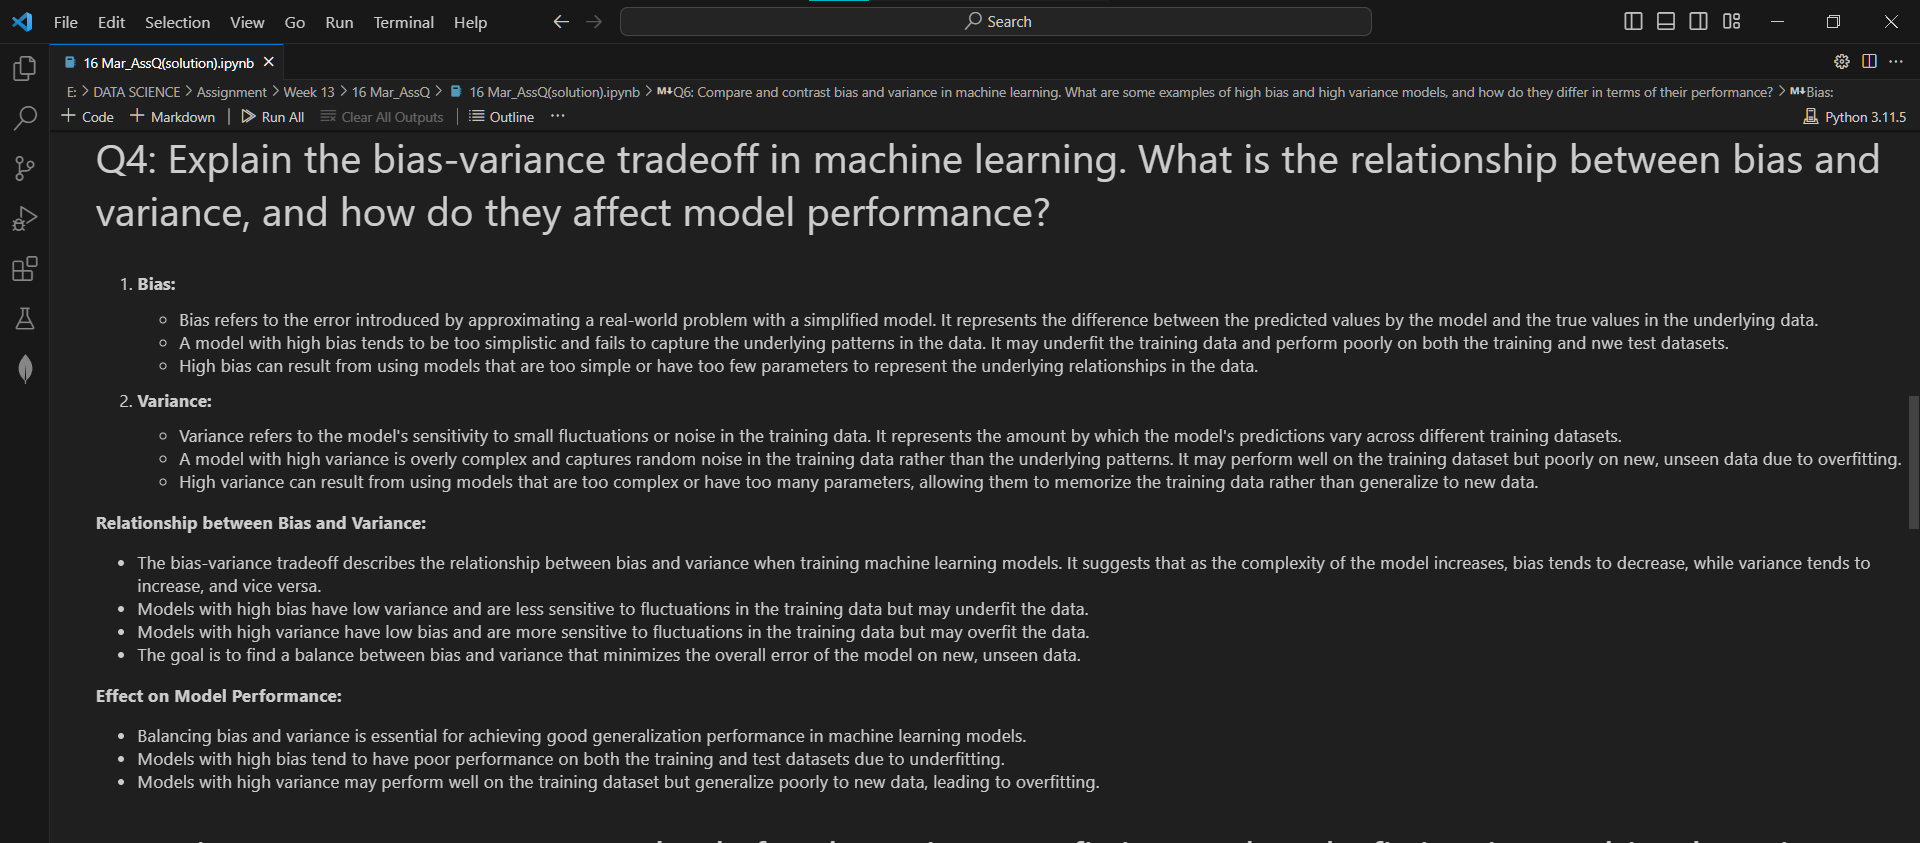 File Edit Selection View Go Run Terminal Help Search
16 Mar_AssQ(solution).ipynb
E: > DATA SCIENCE > Assignment > Week 13 > 16 Mar_AssQ > 16 Mar_AssQ(solution).ipynb > M↓Q6: Compare and contrast bias and variance in machine learning. What are some examples of high bias and high variance models, and how do they differ in terms of their performance? > M↓Bias:
+ Code + Markdown | Run All Clear All Outputs | Outline ··· Python 3.11.5
Q4: Explain the bias-variance tradeoff in machine learning. What is the relationship between bias and
variance, and how do they affect model performance?
1. Bias:
Bias refers to the error introduced by approximating a real-world problem with a simplified model. It represents the difference between the predicted values by the model and the true values in the underlying data.
A model with high bias tends to be too simplistic and fails to capture the underlying patterns in the data. It may underfit the training data and perform poorly on both the training and nwe test datasets.
High bias can result from using models that are too simple or have too few parameters to represent the underlying relationships in the data.
2. Variance:
Variance refers to the model's sensitivity to small fluctuations or noise in the training data. It represents the amount by which the model's predictions vary across different training datasets.
A model with high variance is overly complex and captures random noise in the training data rather than the underlying patterns. It may perform well on the training dataset but poorly on new, unseen data due to overfitting.
High variance can result from using models that are too complex or have too many parameters, allowing them to memorize the training data rather than generalize to new data.
Relationship between Bias and Variance:
• The bias-variance tradeoff describes the relationship between bias and variance when training machine learning models. It suggests that as the complexity of the model increases, bias tends to decrease, while variance tends to
increase, and vice versa.
• Models with high bias have low variance and are less sensitive to fluctuations in the training data but may underfit the data.
• Models with high variance have low bias and are more sensitive to fluctuations in the training data but may overfit the data.
• The goal is to find a balance between bias and variance that minimizes the overall error of the model on new, unseen data.
Effect on Model Performance:
• Balancing bias and variance is essential for achieving good generalization performance in machine learning models.
• Models with high bias tend to have poor performance on both the training and test datasets due to underfitting.
• Models with high variance may perform well on the training dataset but generalize poorly to new data, leading to overfitting.